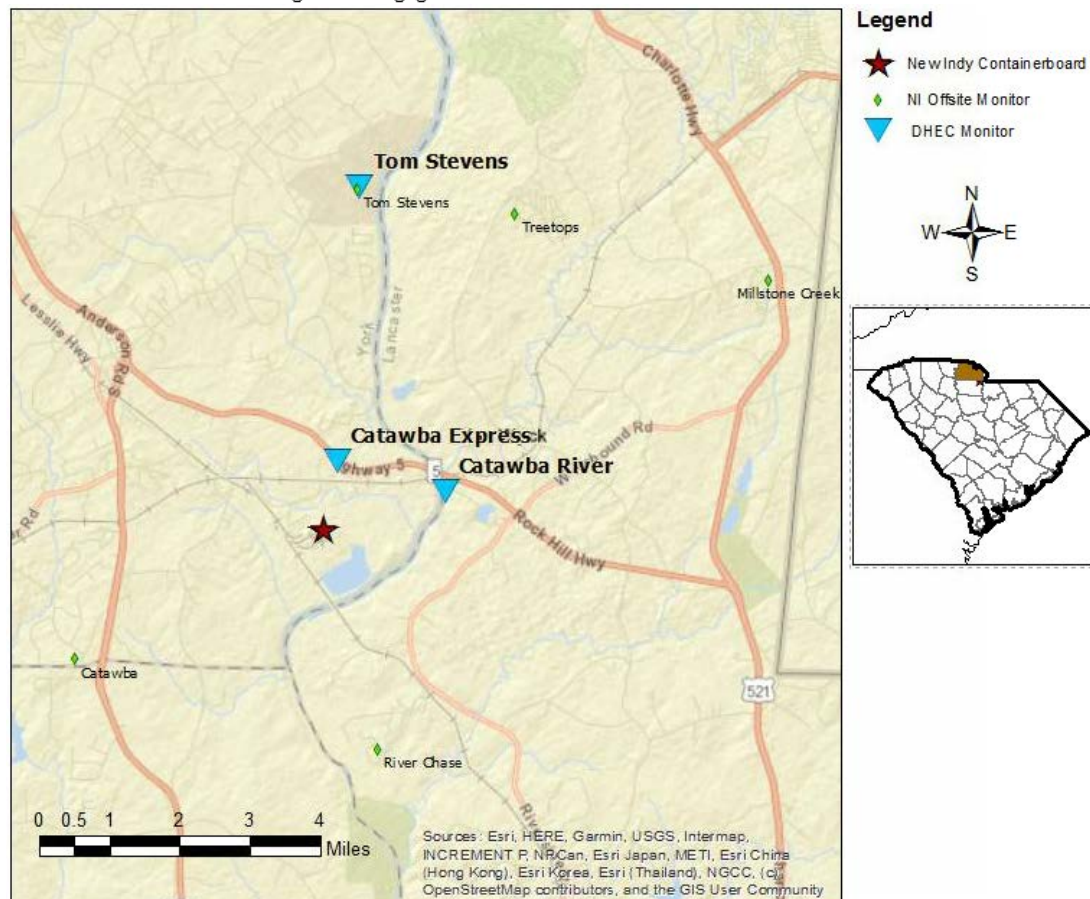 Legend
New Indy Containerboard
NI Offsite Monitor
DHEC Monitor
N
W
E
S
Charlotte Hwy
Tom Stevens
Tom Stevens
Treetops
Millstone Creek
Lesslie Hwy
Anderson Rd S
York
Lancaster
Catawba Express
Catawba River
5
Rock Hill Hwy
Catawba
521
River Chase
0 0.5 1 2 3 4
Miles
Sources: Esri, HERE, Garmin, USGS, Intermap,
INCREMENT P, NRCan, Esri Japan, METI, Esri China
(Hong Kong), Esri Korea, Esri (Thailand), NGCC, (c)
OpenStreetMap contributors, and the GIS User Community